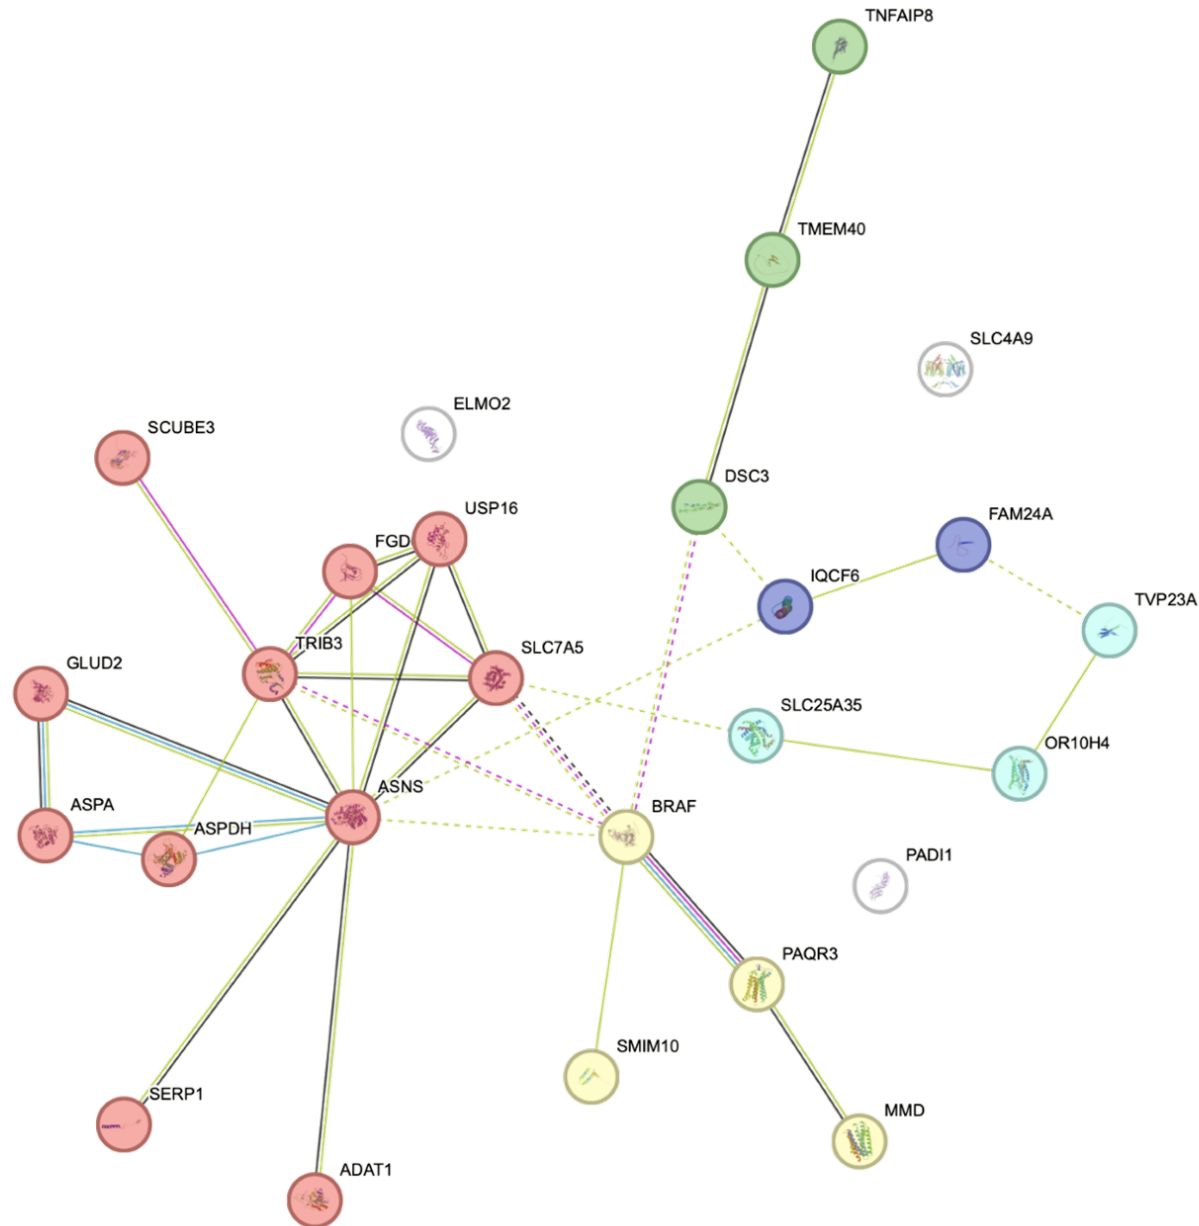 TNFAIP8
TMEM40
SLC4A9
ELMO2
SCUBE3
DSC3
USP16
FAM24A
FGD
IQCF6
TVP23A
TRIB3
SLC7A5
GLUD2
SLC25A35
OR10H4
ASNS
BRAF
ASPA
ASPDH
PADI1
PAQR3
SMIM10
SERP1
MMD
ADAT1